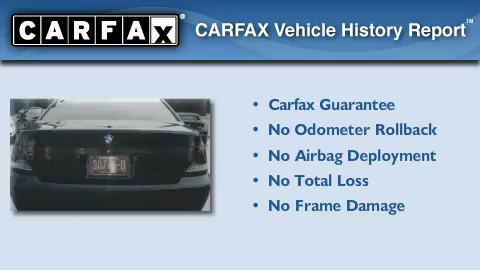 CARFAX® CARFAX Vehicle History Report™
• Carfax Guarantee
• No Odometer Rollback
• No Airbag Deployment
• No Total Loss
• No Frame Damage